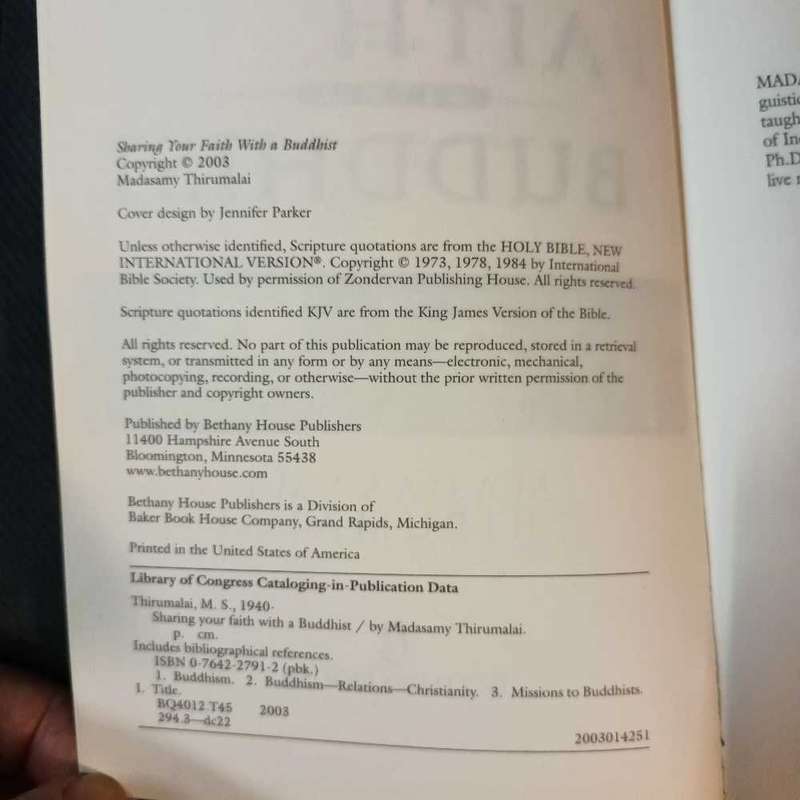 Sharing Your Faith With a Buddhist
Copyright © 2003
Madasamy Thirumalai
Cover design by Jennifer Parker
Unless otherwise identified, Scripture quotations are from the HOLY BIBLE, NEW
INTERNATIONAL VERSION®. Copyright © 1973, 1978, 1984 by International
Bible Society. Used by permission of Zondervan Publishing House. All rights reserved.
Scripture quotations identified KJV are from the King James Version of the Bible.
All rights reserved. No part of this publication may be reproduced, stored in a retrieval
system, or transmitted in any form or by any means—electronic, mechanical,
photocopying, recording, or otherwise—without the prior written permission of the
publisher and copyright owners.
Published by Bethany House Publishers
11400 Hampshire Avenue South
Bloomington, Minnesota 55438
www.bethanyhouse.com
Bethany House Publishers is a Division of
Baker Book House Company, Grand Rapids, Michigan.
Printed in the United States of America
Library of Congress Cataloging-in-Publication Data
Thirumalai, M. S., 1940-
Sharing your faith with a Buddhist / by Madasamy Thirumalai.
p. cm.
Includes bibliographical references.
ISBN 0-7642-2791-2 (pbk.)
1. Buddhism. 2. Buddhism—Relations—Christianity. 3. Missions to Buddhists.
I. Title.
BQ4012 T45 2003
294.3—dc22
2003014251
MADA
guistic
taugh
of In
Ph.D
live